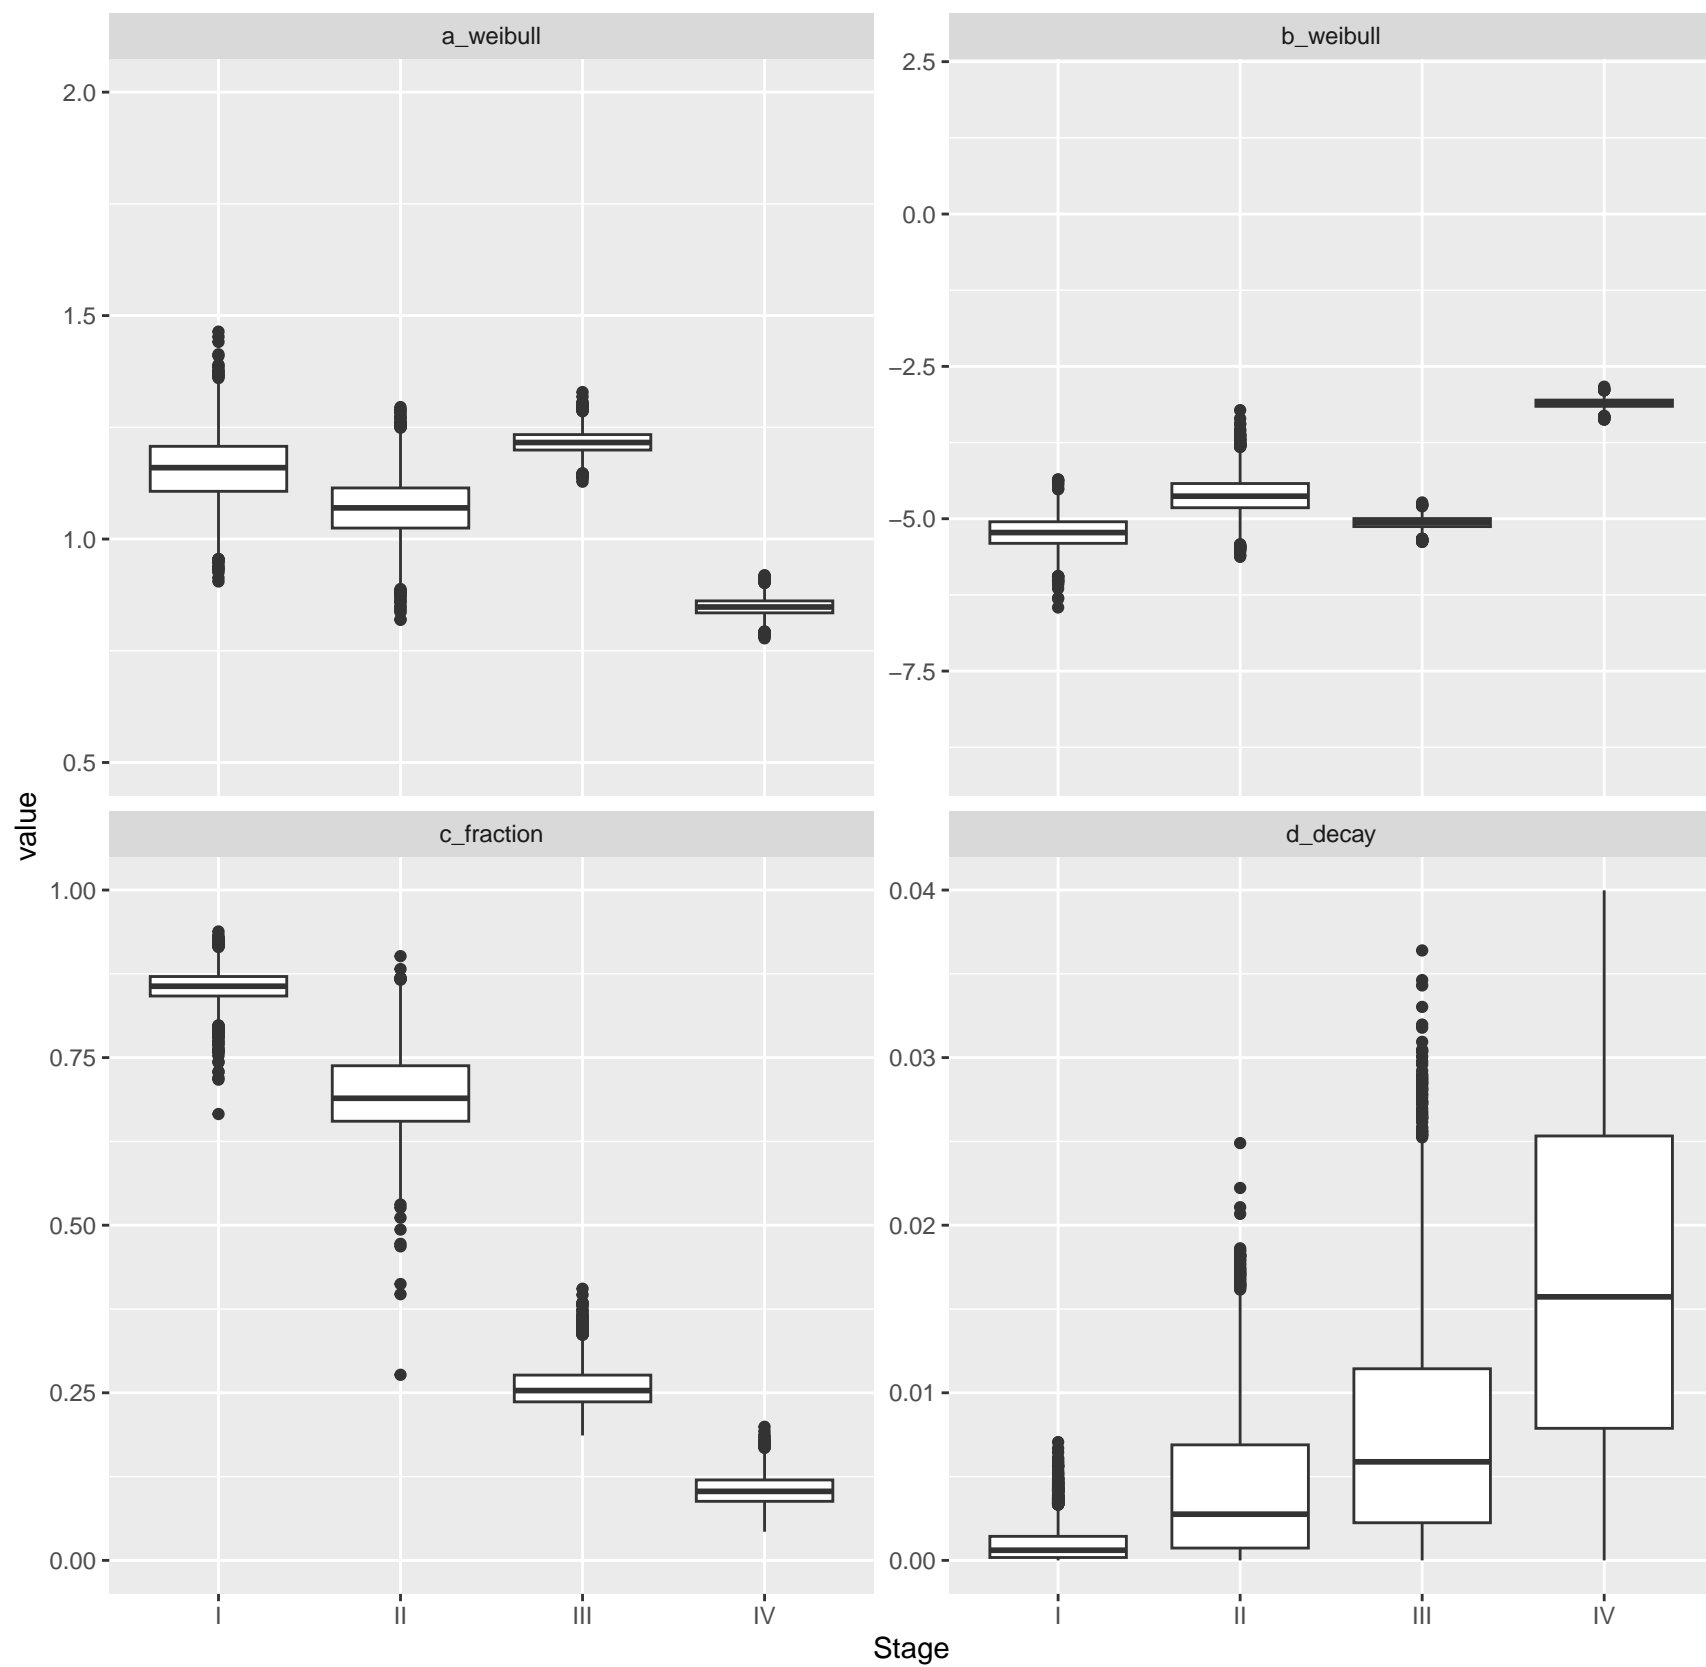 a_weibull
b_weibull
2.0
1.5
1.0
0.5
2.5
0.0
−2.5
−5.0
−7.5
value
c_fraction
d_decay
1.00
0.75
0.50
0.25
0.00
0.04
0.03
0.02
0.01
0.00
I II III IV
I II III IV
Stage